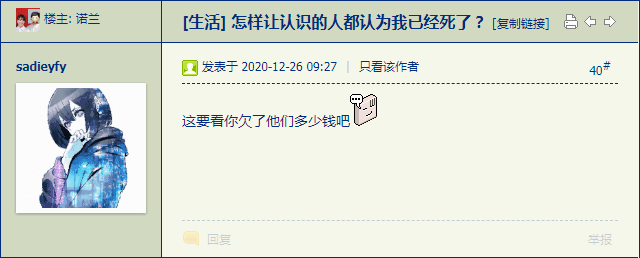 楼主: 诺兰
[生活] 怎样让认识的人都认为我已经死了？ [复制链接]
sadieyfy
发表于 2020-12-26 09:27 | 只看该作者
40#
这要看你欠了他们多少钱吧
回复
举报